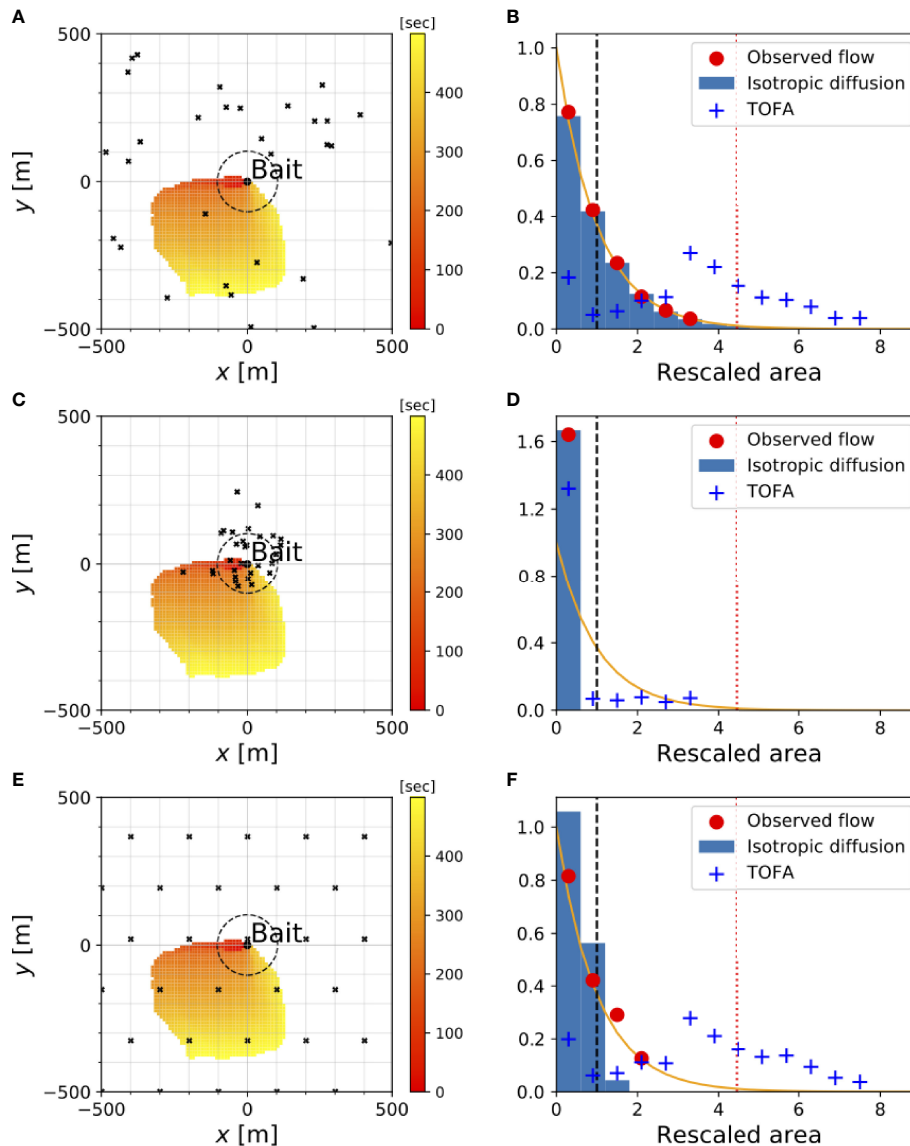 A
[sec]
500
0
−500
y [m]
−500
0
500
x [m]
Bait
400
300
200
100
0
B
1.0
0.8
0.6
0.4
0.2
0.0
0
2
4
6
8
Rescaled area
Observed flow
Isotropic diffusion
TOFA
C
[sec]
500
0
−500
y [m]
−500
0
500
x [m]
Bait
400
300
200
100
0
D
1.6
1.2
0.8
0.4
0.0
0
2
4
6
8
Rescaled area
Observed flow
Isotropic diffusion
TOFA
E
[sec]
500
0
−500
y [m]
−500
0
500
x [m]
Bait
400
300
200
100
0
F
1.0
0.8
0.6
0.4
0.2
0.0
0
2
4
6
8
Rescaled area
Observed flow
Isotropic diffusion
TOFA